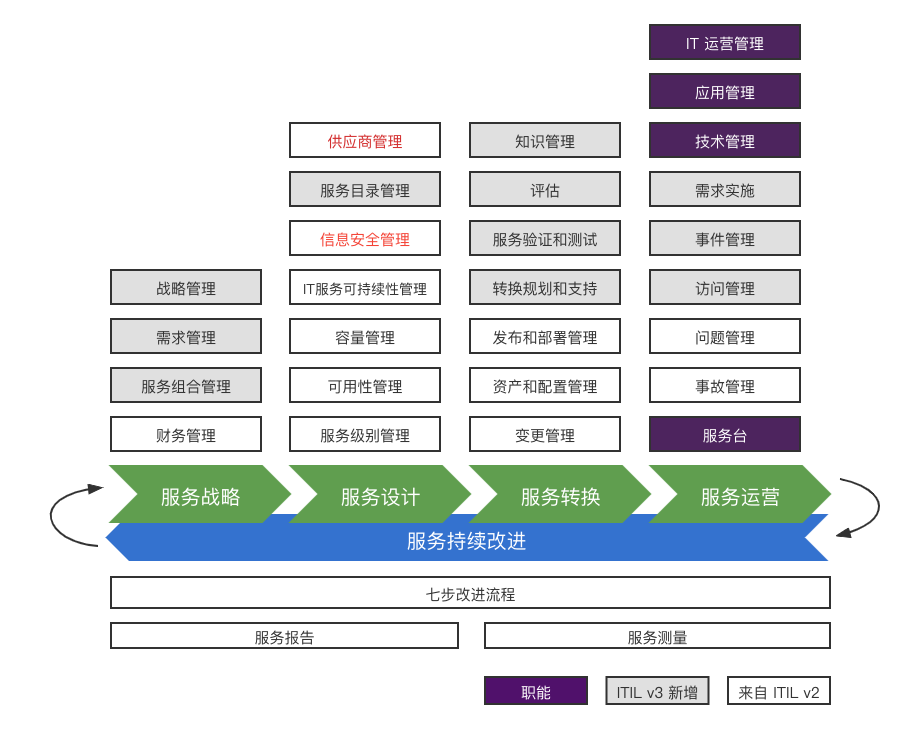 IT 运营管理
应用管理
供应商管理
知识管理
技术管理
服务目录管理
评估
需求实施
信息安全管理
服务验证和测试
事件管理
战略管理
IT服务可持续性管理
转换规划和支持
访问管理
需求管理
容量管理
发布和部署管理
问题管理
服务组合管理
可用性管理
资产和配置管理
事故管理
财务管理
服务级别管理
变更管理
服务台
服务战略
服务设计
服务转换
服务运营
服务持续改进
七步改进流程
服务报告
服务测量
职能
ITIL v3 新增
来自 ITIL v2